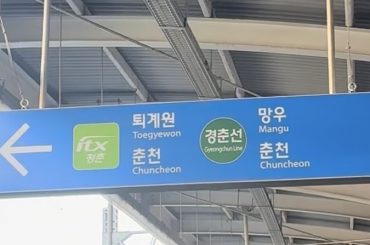 itx
청춘
퇴계원
Toegyewon
춘천
Chuncheon
경춘선
Gyeongchun Line
망우
Mangu
춘천
Chuncheon